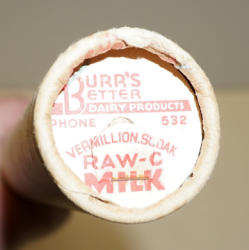 BURR'S
BETTER
DAIRY PRODUCTS
PHONE 532
VERMILLION, S. DAK
RAW-C
MILK